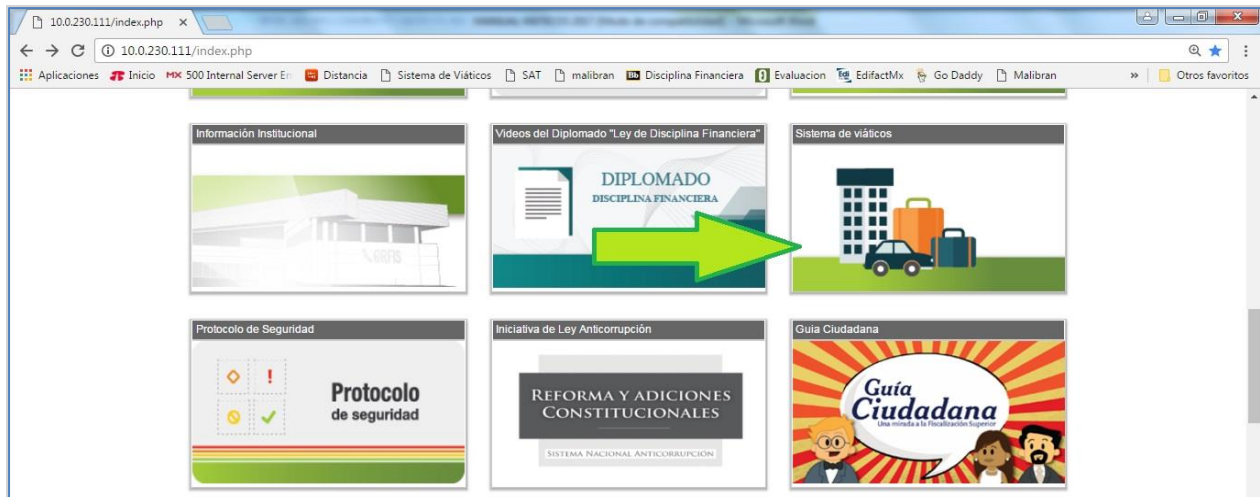 10.0.230.111/index.php
10.0.230.111/index.php
Aplicaciones Inicio MX 500 Internal Server Er Distancia Sistema de Viáticos SAT malibran Bb Disciplina Financiera Evaluacion Edi EdifactMx Go Daddy Malibran » Otros favoritos
Información Institucional
Videos del Diplomado "Ley de Disciplina Financiera"
Sistema de viáticos
DIPLOMADO
DISCIPLINA FINANCIERA
Protocolo de Seguridad
Iniciativa de Ley Anticorrupción
Guia Ciudadana
Protocolo
de seguridad
REFORMA Y ADICIONES
CONSTITUCIONALES
SISTEMA NACIONAL ANTICORRUPCIÓN
Guía
Ciudadana
Una mirada a la Fiscalización Superior